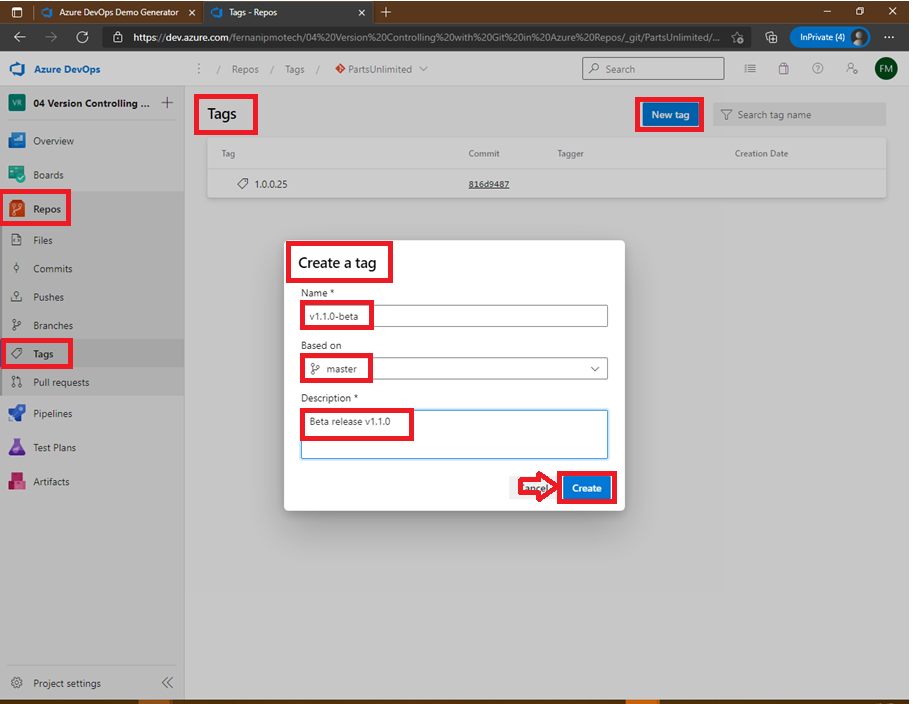 Azure DevOps Demo Generator
Tags - Repos
https://dev.azure.com/fernanipmotech/04%20Version%20Controlling%20with%20Git%20in%20Azure%20Repos/_git/PartsUnlimited/...
InPrivate (4)
Azure DevOps
/ Repos / Tags / PartsUnlimited
Search
FM
VR 04 Version Controlling ...
Overview
Boards
Repos
Files
Commits
Pushes
Branches
Tags
Pull requests
Pipelines
Test Plans
Artifacts
Project settings
Tags
New tag
Search tag name
Tag Commit Tagger Creation Date
1.0.0.25 816d9487
Create a tag
Name *
v1.1.0-beta
Based on
master
Description *
Beta release v1.1.0
Cancel
Create